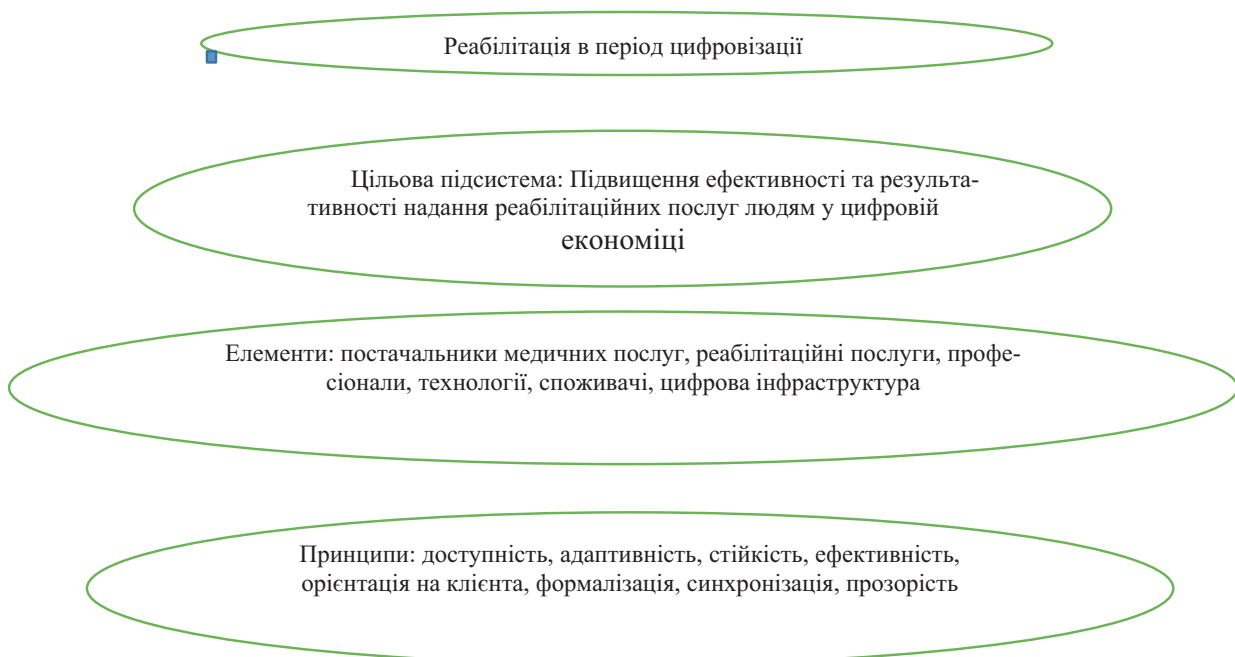 Реабілітація в період цифровізації
Цільова підсистема: Підвищення ефективності та результа-
тивності надання реабілітаційних послуг людям у цифровій
економіці
Елементи: постачальники медичних послуг, реабілітаційні послуги, профе-
сіонали, технології, споживачі, цифрова інфраструктура
Принципи: доступність, адаптивність, стійкість, ефективність,
орієнтація на клієнта, формалізація, синхронізація, прозорість